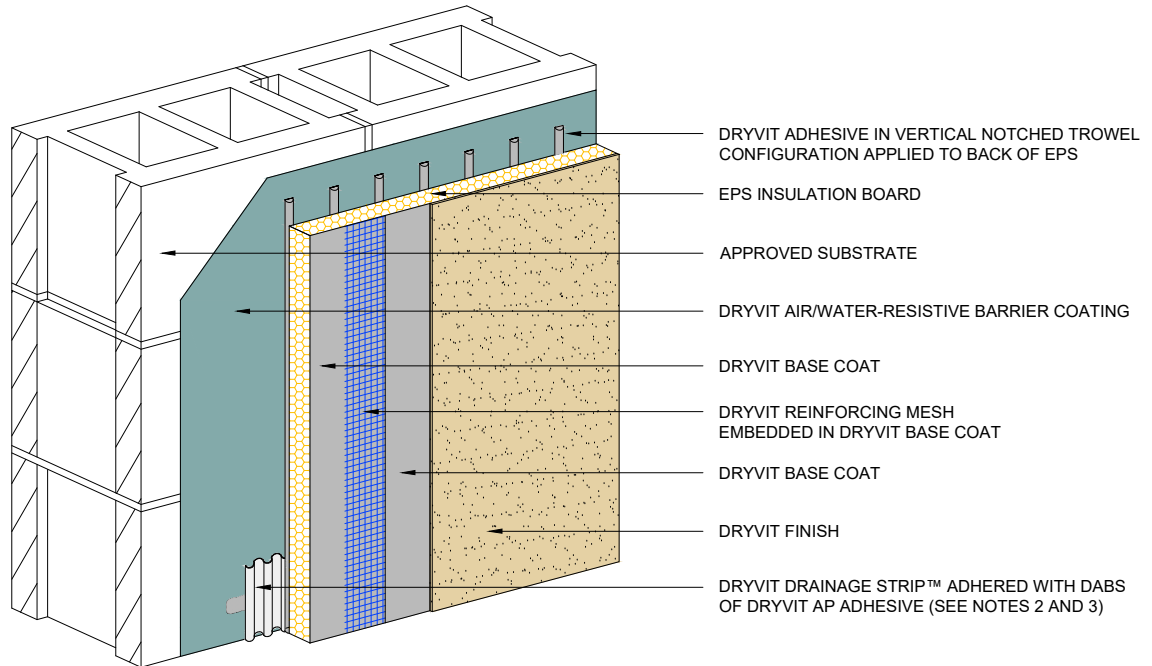 DRYVIT ADHESIVE IN VERTICAL NOTCHED TROWEL
CONFIGURATION APPLIED TO BACK OF EPS
EPS INSULATION BOARD
APPROVED SUBSTRATE
DRYVIT AIR/WATER-RESISTIVE BARRIER COATING
DRYVIT BASE COAT
DRYVIT REINFORCING MESH
EMBEDDED IN DRYVIT BASE COAT
DRYVIT BASE COAT
DRYVIT FINISH
DRYVIT DRAINAGE STRIP™ ADHERED WITH DABS
OF DRYVIT AP ADHESIVE (SEE NOTES 2 AND 3)